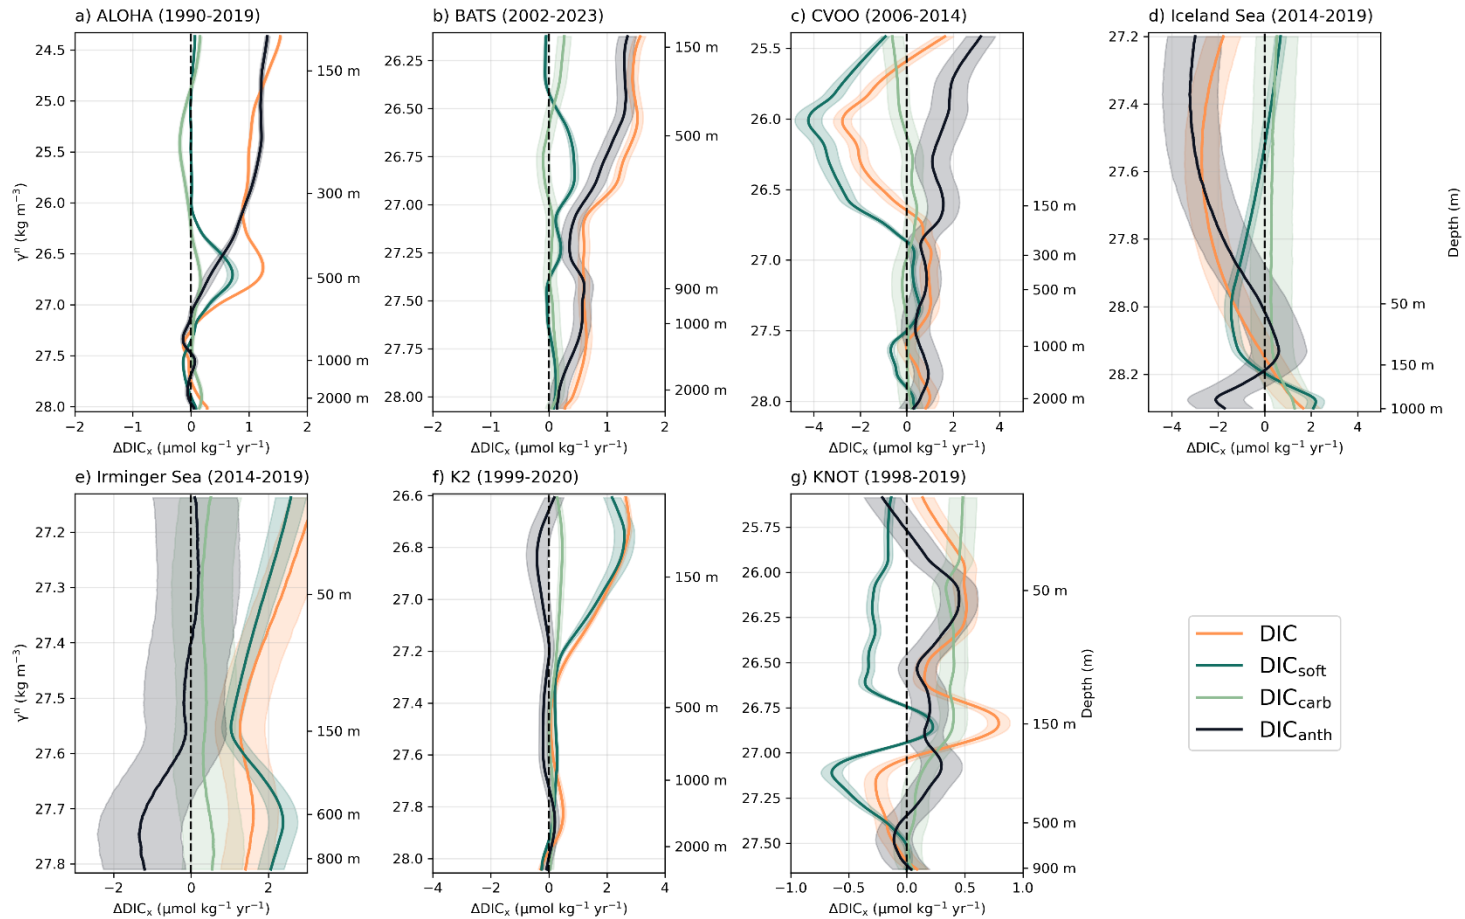 a) ALOHA (1990-2019)
24.5
25.0
25.5
26.0
26.5
27.0
27.5
28.0
γⁿ (kg m⁻³)
150 m
300 m
500 m
1000 m
2000 m
−2 −1 0 1 2
ΔDICₓ (μmol kg⁻¹ yr⁻¹)
b) BATS (2002-2023)
26.25
26.50
26.75
27.00
27.25
27.50
27.75
28.00
150 m
500 m
900 m
1000 m
2000 m
−2 −1 0 1 2
ΔDICₓ (μmol kg⁻¹ yr⁻¹)
c) CVOO (2006-2014)
25.5
26.0
26.5
27.0
27.5
28.0
150 m
300 m
500 m
1000 m
2000 m
−4 −2 0 2 4
ΔDICₓ (μmol kg⁻¹ yr⁻¹)
d) Iceland Sea (2014-2019)
27.2
27.4
27.6
27.8
28.0
28.2
50 m
150 m
1000 m
Depth (m)
−4 −2 0 2 4
ΔDICₓ (μmol kg⁻¹ yr⁻¹)
e) Irminger Sea (2014-2019)
27.2
27.3
27.4
27.5
27.6
27.7
27.8
γⁿ (kg m⁻³)
50 m
150 m
600 m
800 m
−2 0 2
ΔDICₓ (μmol kg⁻¹ yr⁻¹)
f) K2 (1999-2020)
26.6
26.8
27.0
27.2
27.4
27.6
27.8
28.0
150 m
500 m
1000 m
2000 m
−4 −2 0 2 4
ΔDICₓ (μmol kg⁻¹ yr⁻¹)
g) KNOT (1998-2019)
25.75
26.00
26.25
26.50
26.75
27.00
27.25
27.50
50 m
150 m
500 m
900 m
Depth (m)
−1.0 −0.5 0.0 0.5 1.0
ΔDICₓ (μmol kg⁻¹ yr⁻¹)
DIC
DICsoft
DICcarb
DICanth